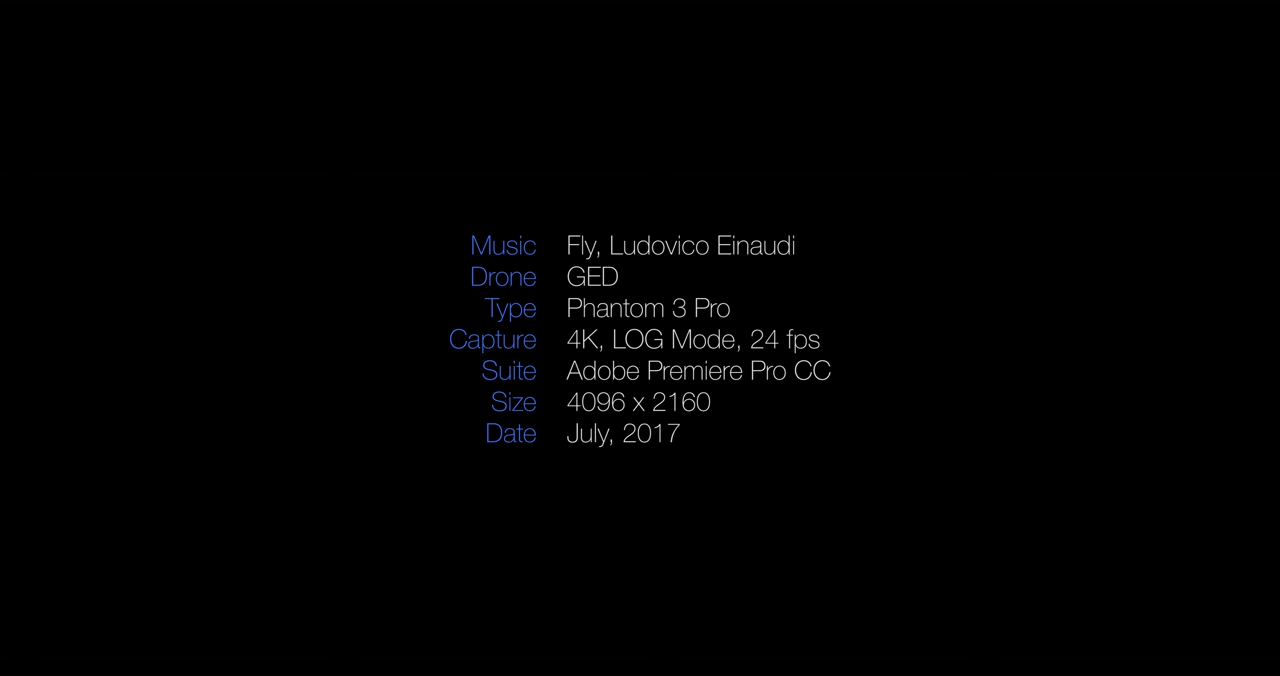 Music Fly, Ludovico Einaudi
Drone GED
Type Phantom 3 Pro
Capture 4K, LOG Mode, 24 fps
Suite Adobe Premiere Pro CC
Size 4096 x 2160
Date July, 2017